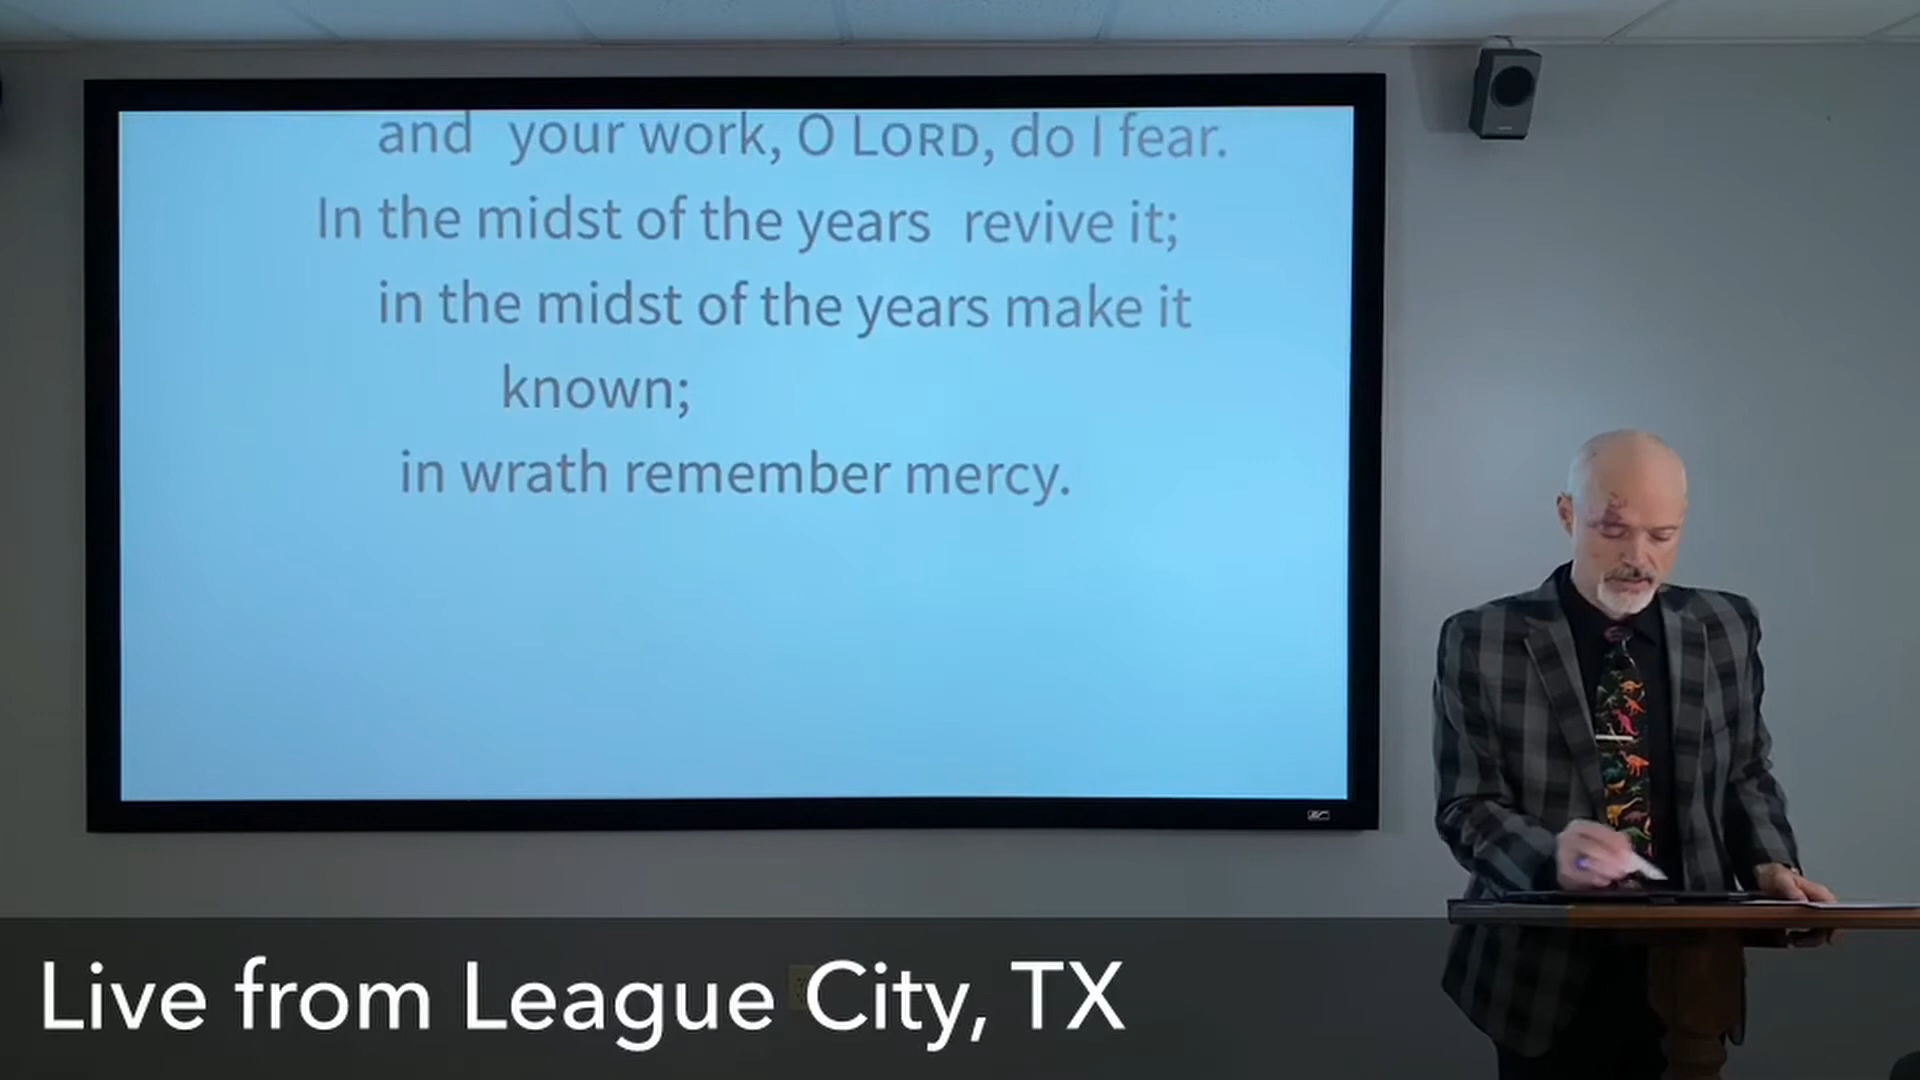 and your work, O LORD, do I fear.
In the midst of the years revive it;
in the midst of the years make it
known;
in wrath remember mercy.
Live from League City, TX